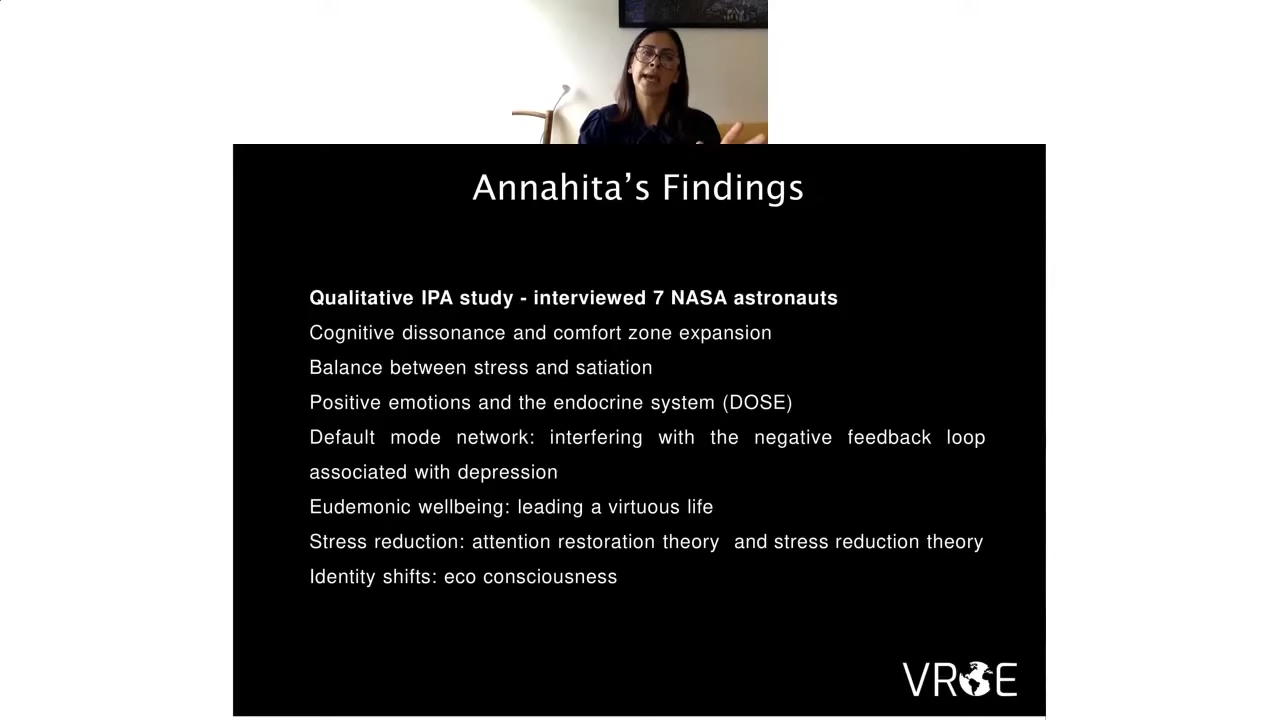 Annahita’s Findings
Qualitative IPA study - interviewed 7 NASA astronauts
Cognitive dissonance and comfort zone expansion
Balance between stress and satiation
Positive emotions and the endocrine system (DOSE)
Default mode network: interfering with the negative feedback loop
associated with depression
Eudemonic wellbeing: leading a virtuous life
Stress reduction: attention restoration theory  and stress reduction theory
Identity shifts: eco consciousness
VROE